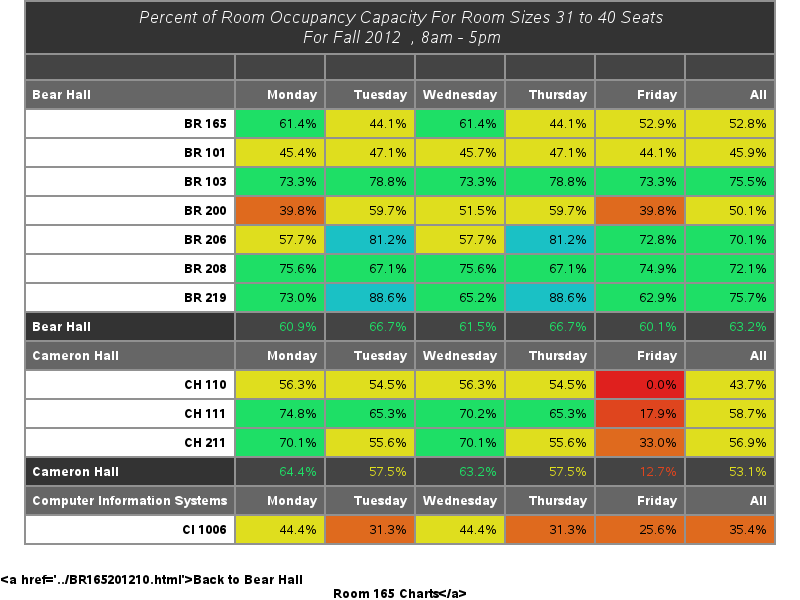 Percent of Room Occupancy Capacity For Room Sizes 31 to 40 Seats
For Fall 2012 , 8am - 5pm
Bear Hall Monday Tuesday Wednesday Thursday Friday All
BR 165 61.4% 44.1% 61.4% 44.1% 52.9% 52.8%
BR 101 45.4% 47.1% 45.7% 47.1% 44.1% 45.9%
BR 103 73.3% 78.8% 73.3% 78.8% 73.3% 75.5%
BR 200 39.8% 59.7% 51.5% 59.7% 39.8% 50.1%
BR 206 57.7% 81.2% 57.7% 81.2% 72.8% 70.1%
BR 208 75.6% 67.1% 75.6% 67.1% 74.9% 72.1%
BR 219 73.0% 88.6% 65.2% 88.6% 62.9% 75.7%
Bear Hall 60.9% 66.7% 61.5% 66.7% 60.1% 63.2%
Cameron Hall Monday Tuesday Wednesday Thursday Friday All
CH 110 56.3% 54.5% 56.3% 54.5% 0.0% 43.7%
CH 111 74.8% 65.3% 70.2% 65.3% 17.9% 58.7%
CH 211 70.1% 55.6% 70.1% 55.6% 33.0% 56.9%
Cameron Hall 64.4% 57.5% 63.2% 57.5% 12.7% 53.1%
Computer Information Systems Monday Tuesday Wednesday Thursday Friday All
CI 1006 44.4% 31.3% 44.4% 31.3% 25.6% 35.4%
<a href='../BR165201210.html'>Back to Bear Hall
Room 165 Charts</a>